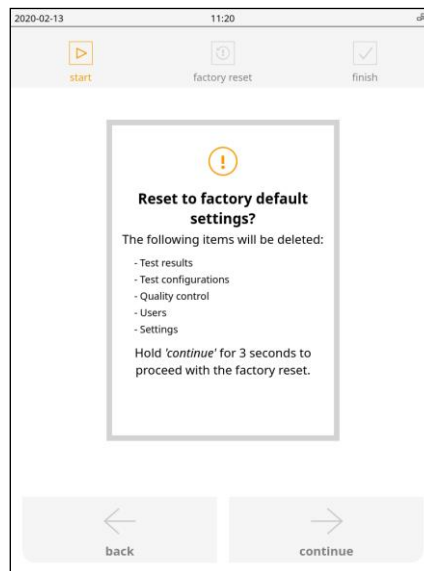 2020-02-13 11:20
start factory reset finish
Reset to factory default
settings?
The following items will be deleted:
- Test results
- Test configurations
- Quality control
- Users
- Settings
Hold 'continue' for 3 seconds to
proceed with the factory reset.
back continue